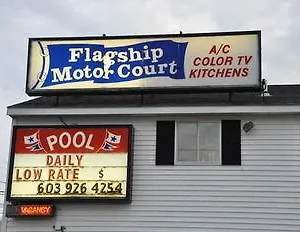 Flagship
Motor Court
A/C
COLOR TV
KITCHENS
POOL
DAILY
LOW RATE $
603 926 4254
VACANCY